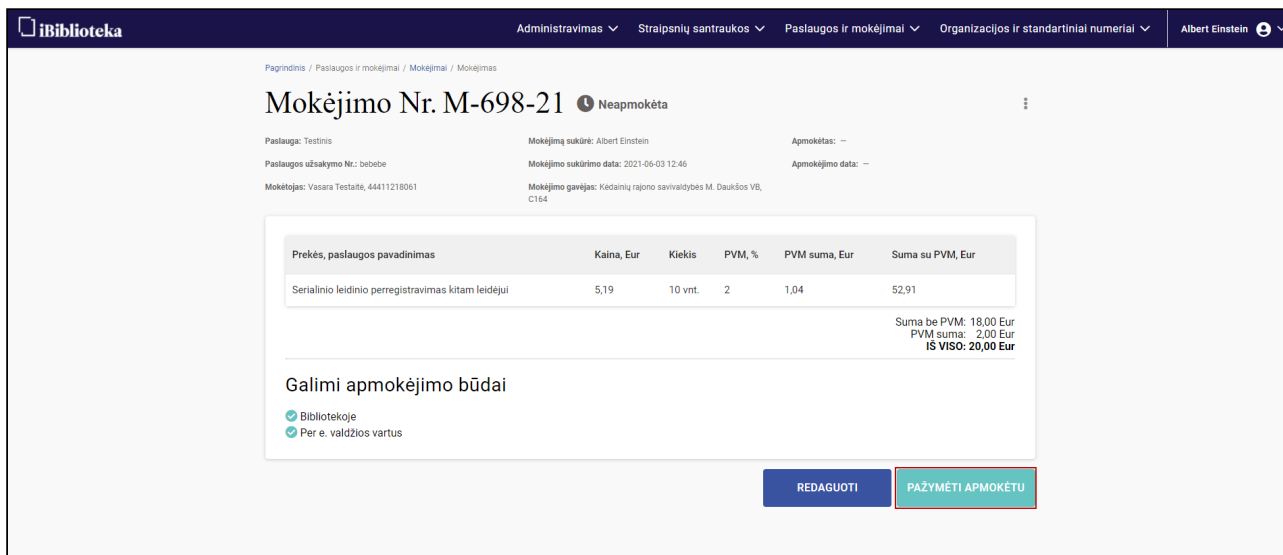 iBiblioteka
Administravimas Straipsnių santraukos Paslaugos ir mokėjimai Organizacijos ir standartiniai numeriai Albert Einstein
Pagrindinis / Paslaugos ir mokėjimai / Mokėjimai / Mokėjimas
Mokėjimo Nr. M-698-21 Neapmokėta
Paslauga: Testinis Mokėjimą sukūrė: Albert Einstein Apmokėtas: —
Paslaugos užsakymo Nr.: bebebe Mokėjimo sukūrimo data: 2021-06-03 12:46 Apmokėjimo data: —
Mokėtojas: Vasara Testaitė, 44411218061 Mokėjimo gavėjas: Kėdainių rajono savivaldybės M. Daukšos VB,
C164
Prekės, paslaugos pavadinimas Kaina, Eur Kiekis PVM, % PVM suma, Eur Suma su PVM, Eur
Serialinio leidinio perregistravimas kitam leidėjui 5,19 10 vnt. 2 1,04 52,91
Suma be PVM: 18,00 Eur
PVM suma: 2,00 Eur
IŠ VISO: 20,00 Eur
Galimi apmokėjimo būdai
Bibliotekoje
Per e. valdžios vartus
REDAGUOTI PAŽYMĖTI APMOKĖTU